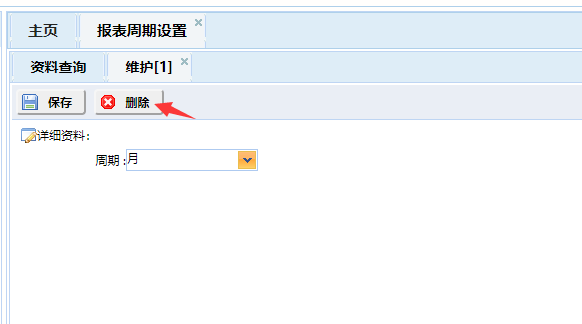 主页 报表周期设置
资料查询 维护[1]
保存 删除
详细资料:
周期 : 月